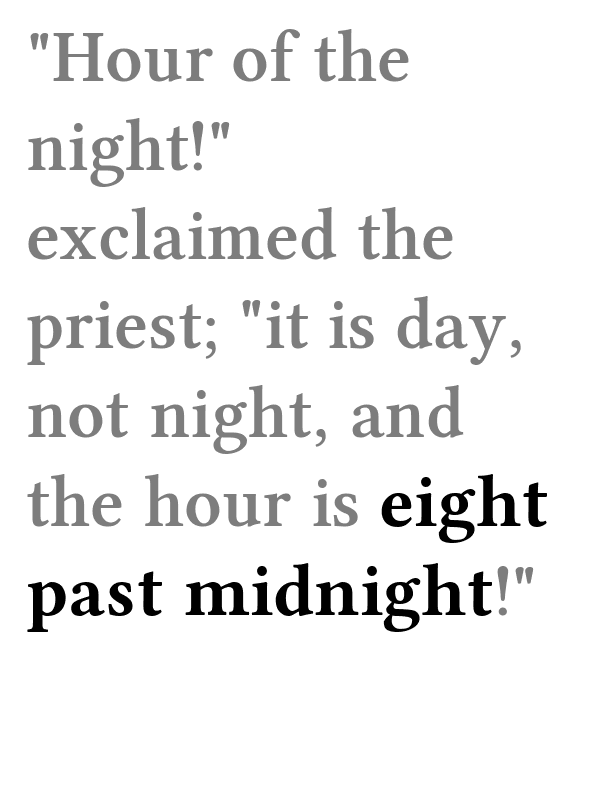 "Hour of the
night!"
exclaimed the
priest; "it is day,
not night, and
the hour is eight
past midnight!"